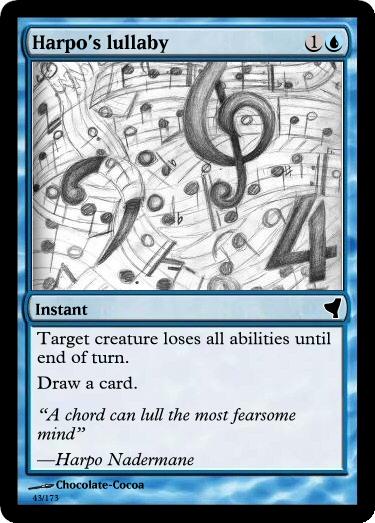 Harpo's lullaby 1
Instant
Target creature loses all abilities until
end of turn.
Draw a card.
"A chord can lull the most fearsome
mind"
—Harpo Nadermane
Chocolate-Cocoa
43/173